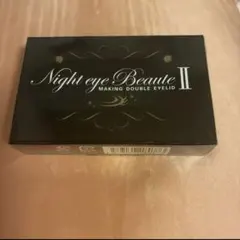 Night eye Beaute II
MAKING DOUBLE EYELID